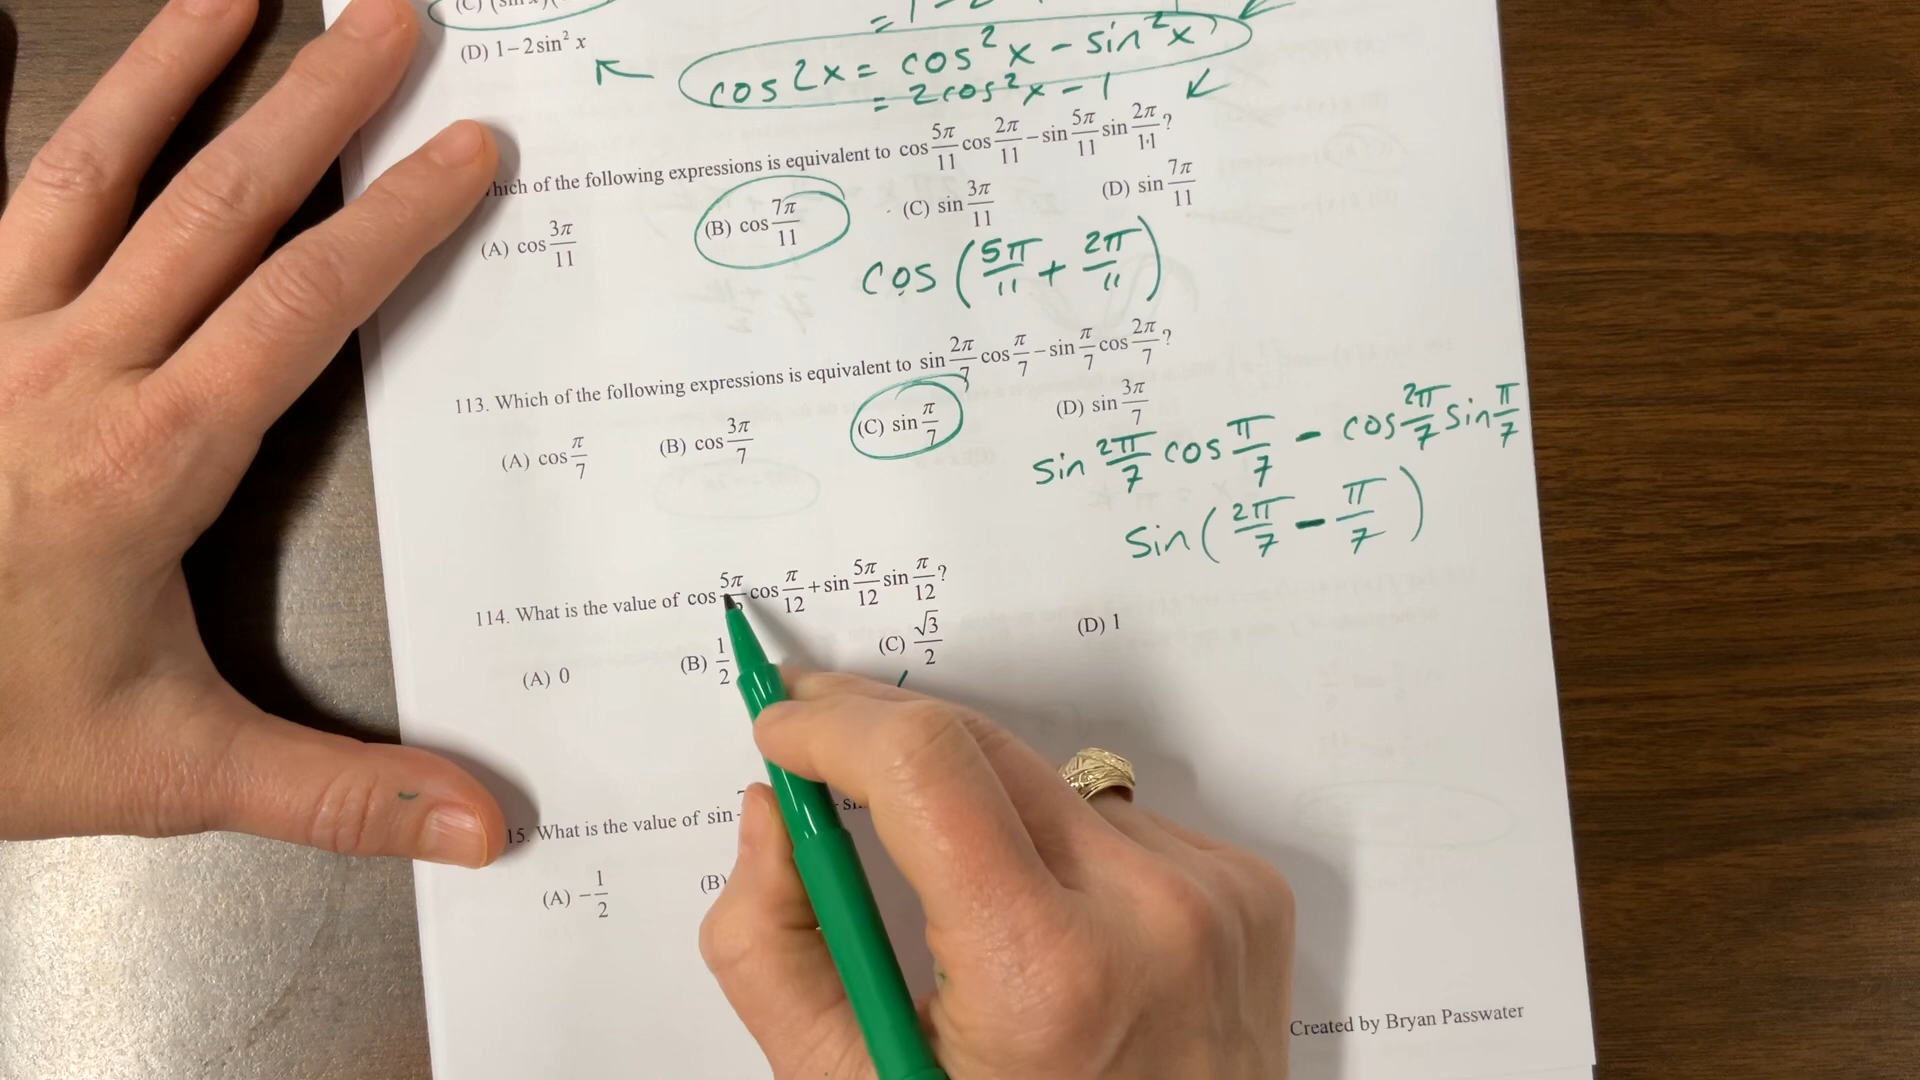 (D) 1 − 2 sin² x
cos 2x = cos² x − sin² x
= 2cos² x − 1
hich of the following expressions is equivalent to cos 5π/11 cos 2π/11 − sin 5π/11 sin 2π/11 ?
(A) cos 3π/11 (B) cos 7π/11 (C) sin 3π/11 (D) sin 7π/11
cos ( 5π/11 + 2π/11 )
113. Which of the following expressions is equivalent to sin 2π/7 cos π/7 − sin π/7 cos 2π/7 ?
(A) cos π/7 (B) cos 3π/7 (C) sin π/7 (D) sin 3π/7
sin 2π/7 cos π/7 − cos 2π/7 sin π/7
sin ( 2π/7 − π/7 )
114. What is the value of cos 5π cos π/12 + sin 5π/12 sin π/12 ?
(A) 0 (B) 1/2 (C) √3/2 (D) 1
15. What is the value of sin
(A) −1/2 (B)
Created by Bryan Passwater